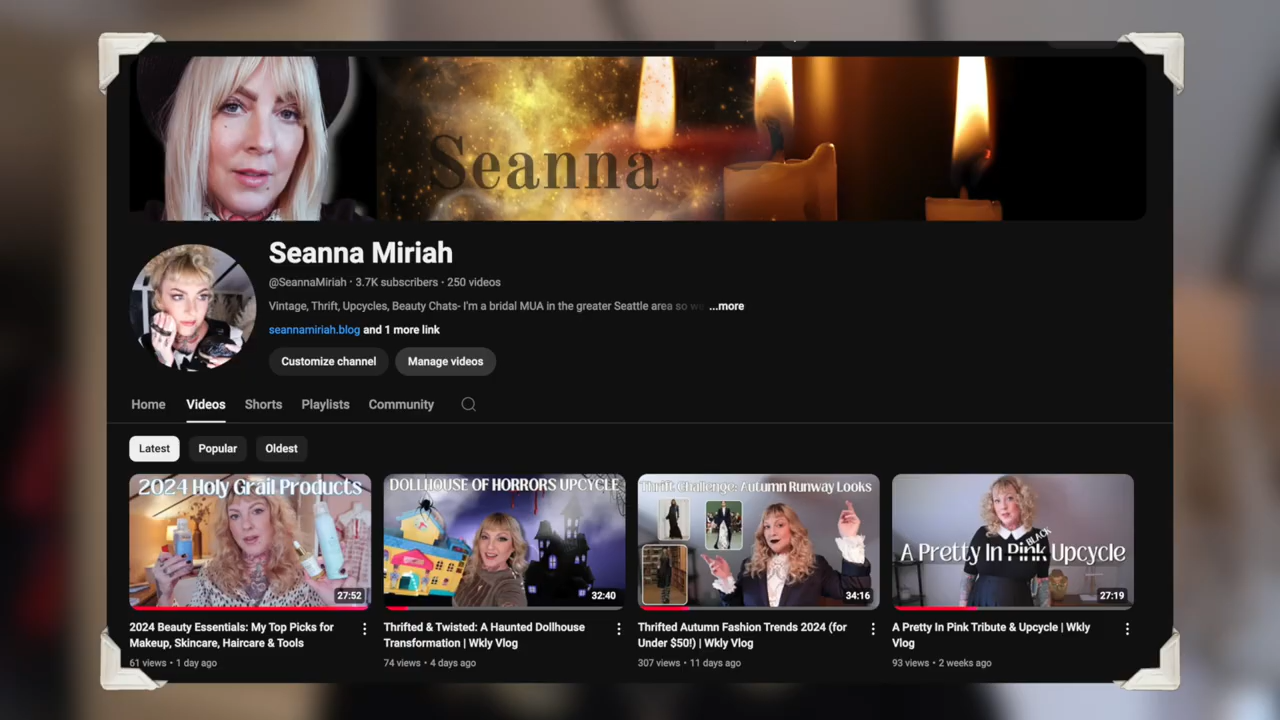 Seanna
Seanna Miriah
@SeannaMiriah · 3.7K subscribers · 250 videos
Vintage, Thrift, Upcycles, Beauty Chats- I'm a bridal MUA in the greater Seattle area so we ...more
seannamiriah.blog and 1 more link
Customize channel Manage videos
Home Videos Shorts Playlists Community
Latest Popular Oldest
2024 Holy Grail Products
27:52
2024 Beauty Essentials: My Top Picks for
Makeup, Skincare, Haircare & Tools
61 views • 1 day ago
DOLLHOUSE OF HORRORS UPCYCLE
32:40
Thrifted & Twisted: A Haunted Dollhouse
Transformation | Wkly Vlog
74 views • 4 days ago
Thrift Challenge: Autumn Runway Looks
34:16
Thrifted Autumn Fashion Trends 2024 (for
Under $50!) | Wkly Vlog
307 views • 11 days ago
BLACK
A Pretty In Pink Upcycle
27:19
A Pretty In Pink Tribute & Upcycle | Wkly
Vlog
93 views • 2 weeks ago